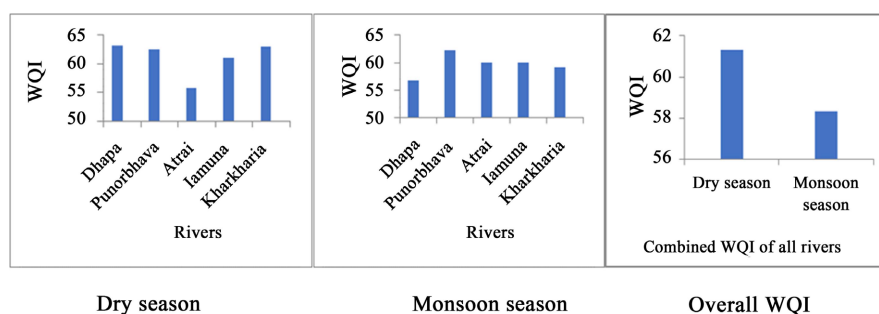 WQI
65
60
55
50
Dhapa
Punorbhava
Atrai
Iamuna
Kharkharia
Rivers
WQI
65
60
55
50
Dhapa
Punorbhava
Atrai
Iamuna
Kharkharia
Rivers
WQI
62
60
58
56
Dry season
Monsoon
season
Combined WQI of all rivers
Dry season
Monsoon season
Overall WQI